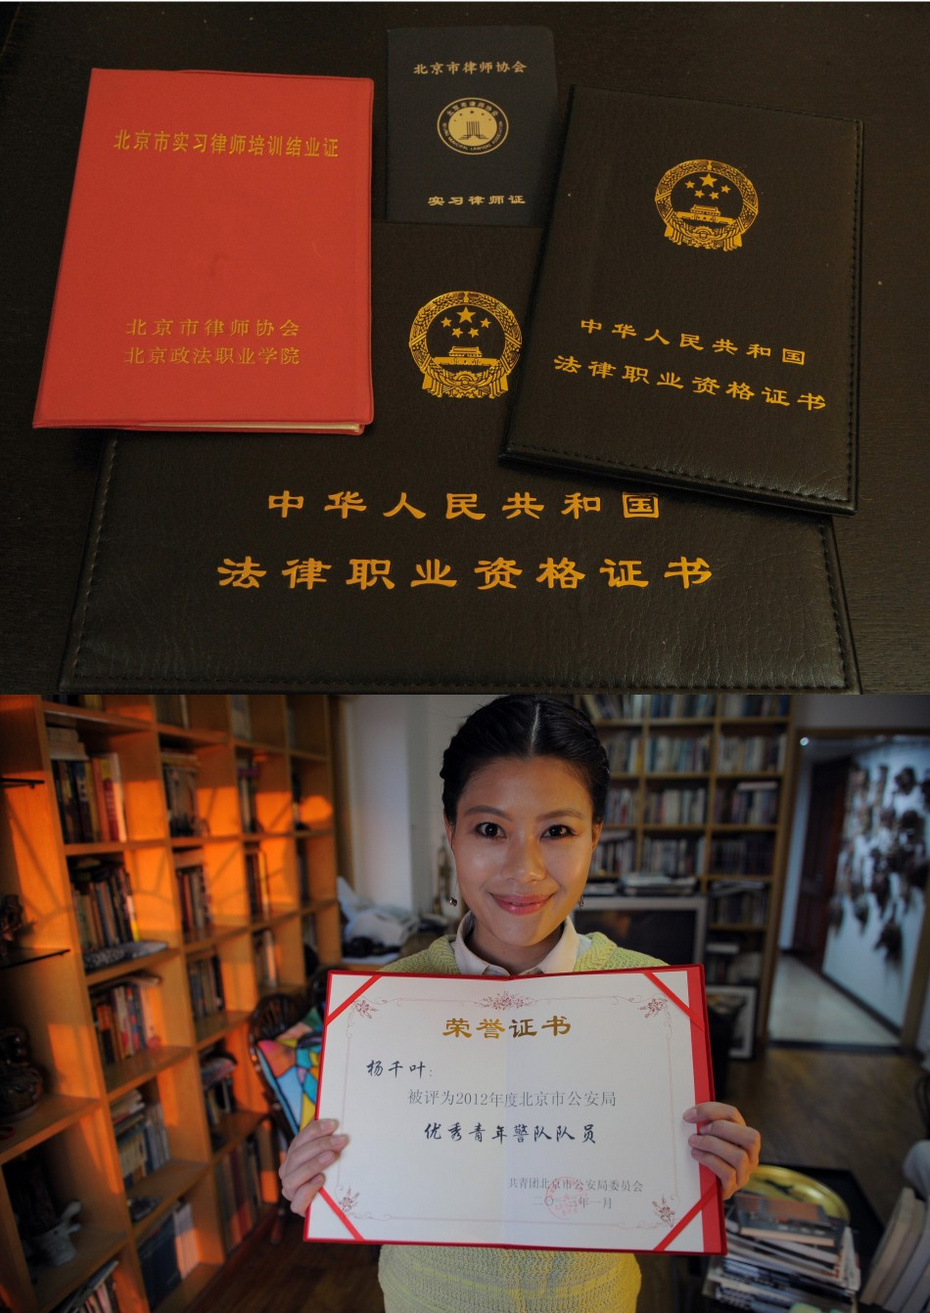 北京市实习律师培训结业证
北京市律师协会
北京政法职业学院
北京市律师协会
实习律师证
中华人民共和国
法律职业资格证书
中华人民共和国
法律职业资格证书
荣誉证书
杨千叶：
被评为2012年度北京市公安局
优秀青年警队队员
共青团北京市公安局委员会
年一月